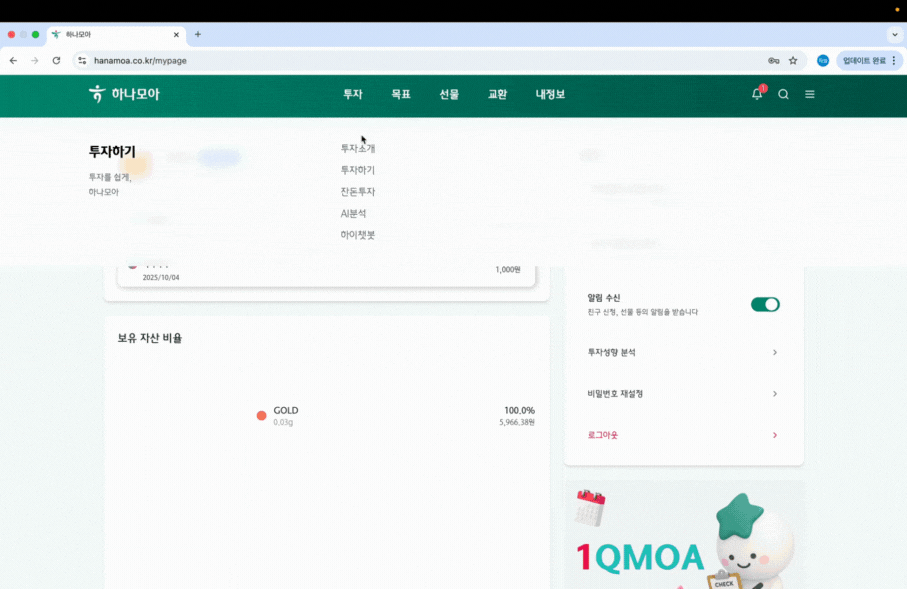 하나모아
hanamoa.co.kr/mypage
업데이트 완료
하나모아
투자
목표
선물
교환
내정보
1
투자하기
투자를 쉽게,
하나모아
투자소개
투자하기
잔돈투자
AI분석
하이챗봇
2025/10/04
1,000원
보유 자산 비율
GOLD
0.03g
100.0%
5,966.38원
알림 수신
친구 신청, 선물 등의 알림을 받습니다
투자성향 분석
비밀번호 재설정
로그아웃
1QMOA
CHECK